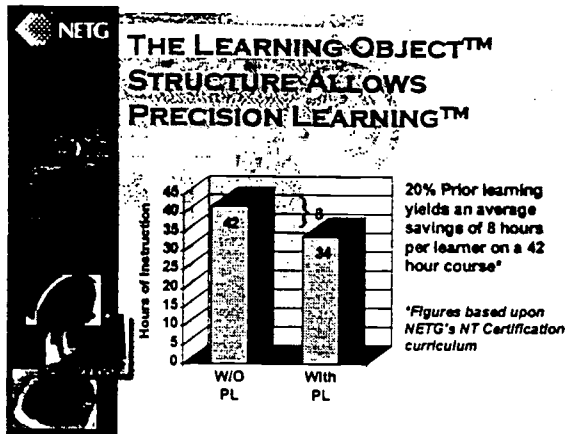 NETG
THE LEARNING OBJECT™
STRUCTURE ALLOWS
PRECISION LEARNING™
Hours of Instruction
45
40
35
30
25
20
15
10
5
0
42
8
34
W/O
PL
With
PL
20% Prior learning
yields an average
savings of 8 hours
per learner on a 42
hour course*
*Figures based upon
NETG's NT Certification
curriculum